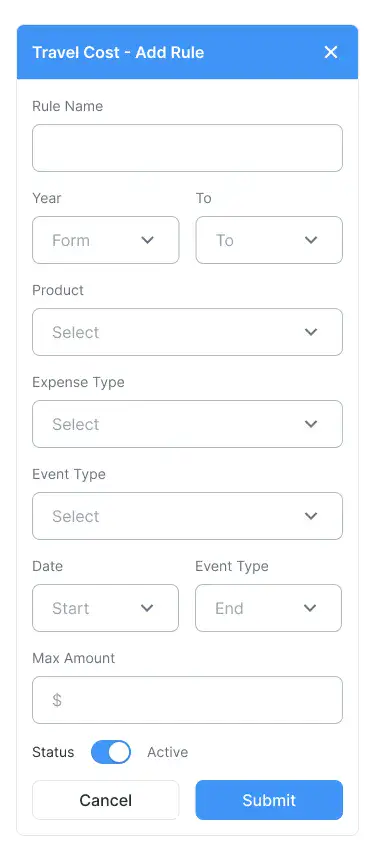 Travel Cost - Add Rule
Rule Name
Year To
Form To
Product
Select
Expense Type
Select
Event Type
Select
Date Event Type
Start End
Max Amount
$
Status Active
Cancel Submit